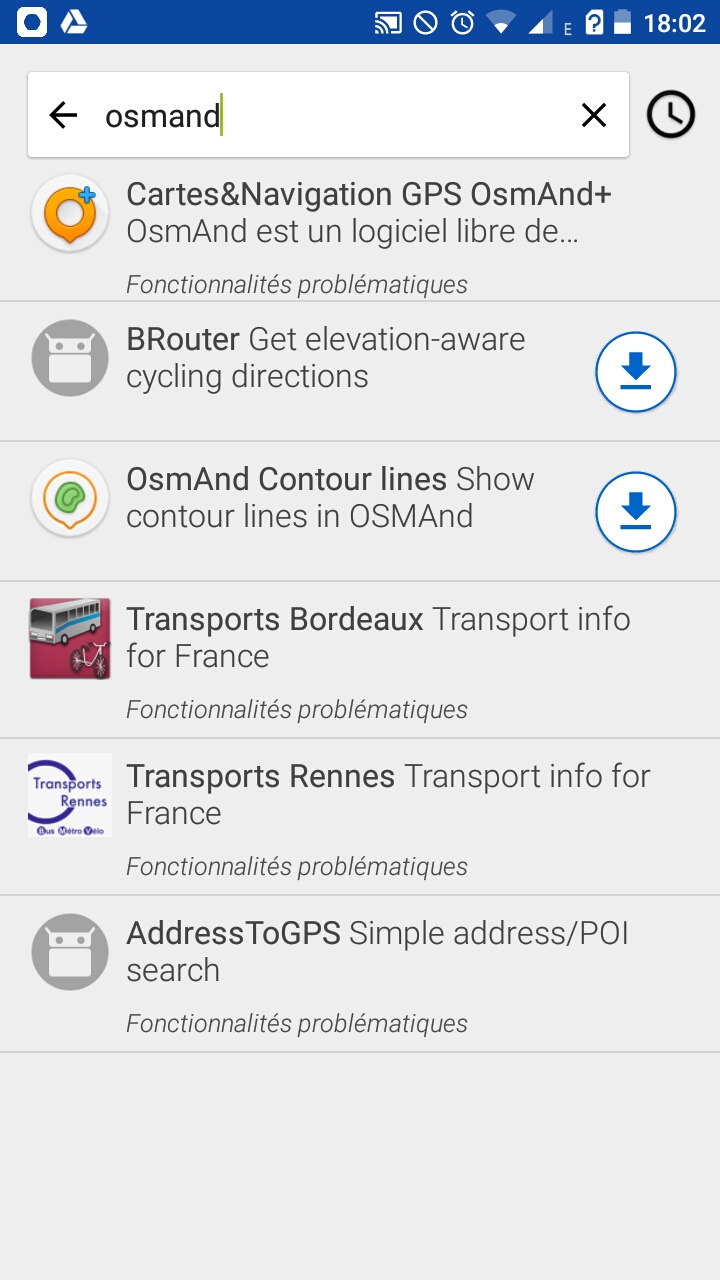 E
18:02
osmand
Cartes&Navigation GPS OsmAnd+
OsmAnd est un logiciel libre de…
Fonctionnalités problématiques
BRouter Get elevation-aware
cycling directions
OsmAnd Contour lines Show
contour lines in OSMAnd
Transports Bordeaux Transport info
for France
Fonctionnalités problématiques
Transports
Rennes
Bus Métro Vélo
Transports Rennes Transport info for
France
Fonctionnalités problématiques
AddressToGPS Simple address/POI
search
Fonctionnalités problématiques